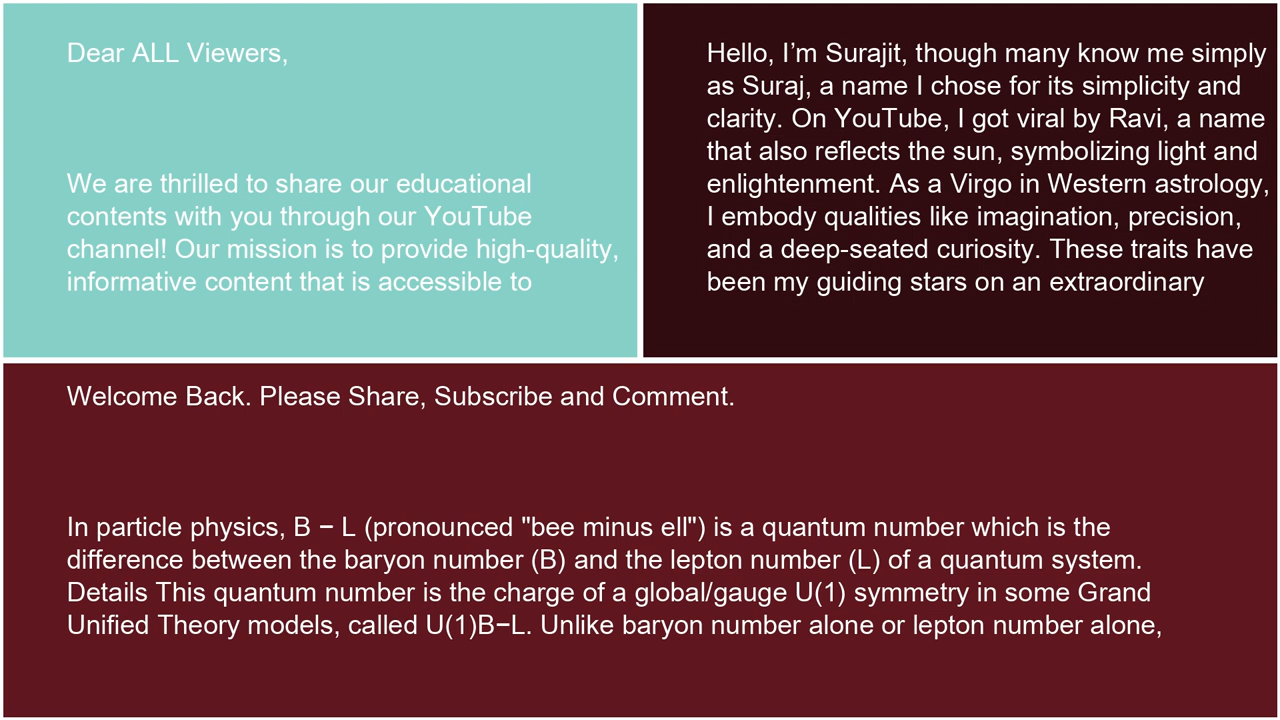 Dear ALL Viewers,
We are thrilled to share our educational
contents with you through our YouTube
channel! Our mission is to provide high-quality,
informative content that is accessible to
Hello, I’m Surajit, though many know me simply
as Suraj, a name I chose for its simplicity and
clarity. On YouTube, I got viral by Ravi, a name
that also reflects the sun, symbolizing light and
enlightenment. As a Virgo in Western astrology,
I embody qualities like imagination, precision,
and a deep-seated curiosity. These traits have
been my guiding stars on an extraordinary
Welcome Back. Please Share, Subscribe and Comment.
In particle physics, B − L (pronounced "bee minus ell") is a quantum number which is the
difference between the baryon number (B) and the lepton number (L) of a quantum system.
Details This quantum number is the charge of a global/gauge U(1) symmetry in some Grand
Unified Theory models, called U(1)B−L. Unlike baryon number alone or lepton number alone,